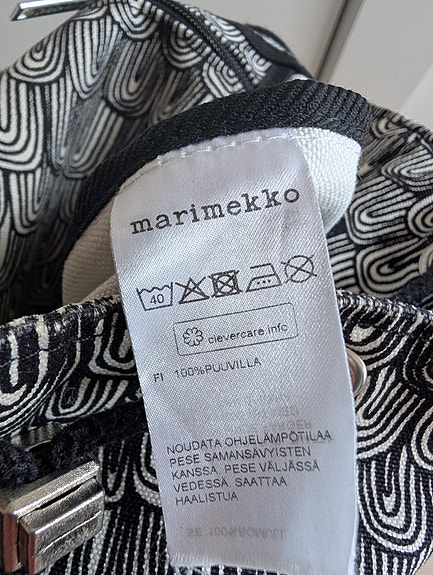 marimekko
40
clevercare.info
FI 100%PUUVILLA
NOUDATA OHJELAMPÖTILAA
PESE SAMANSÄVYISTEN
KANSSA. PESE VÄLJÄSSÄ
VEDESSÄ. SAATTAA
HAALISTUA